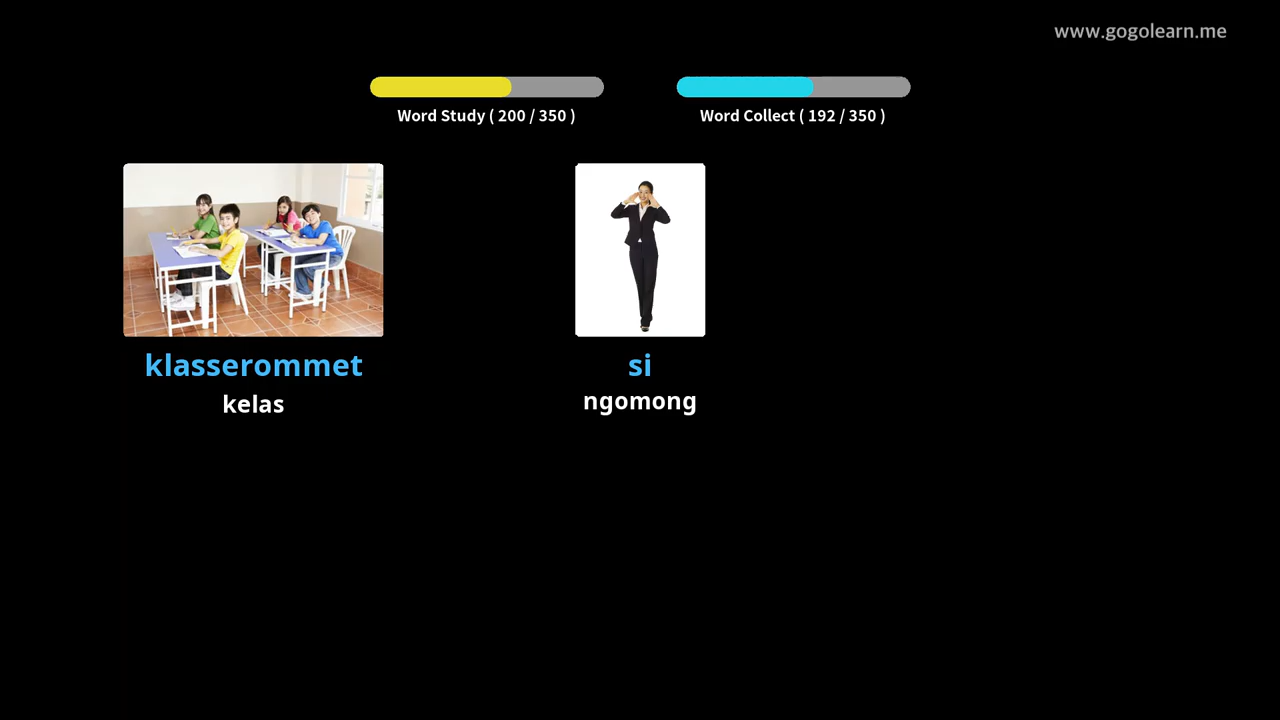 www.gogolearn.me
Word Study ( 200 / 350 )
Word Collect ( 192 / 350 )
klasserommet
kelas
si
ngomong